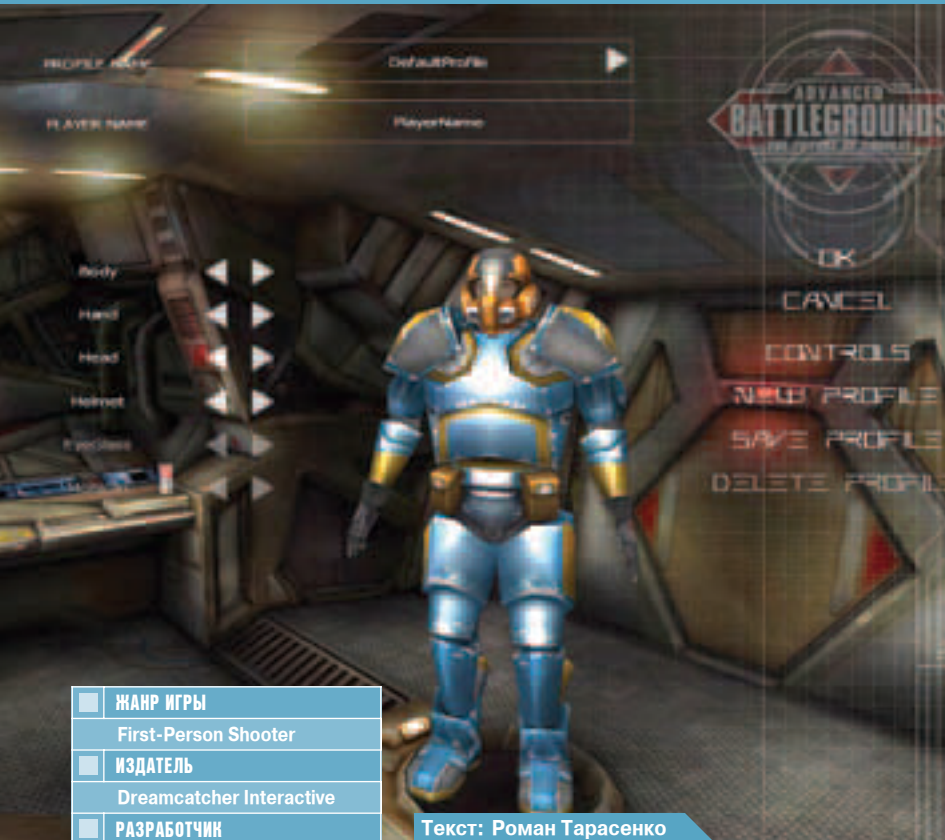 PROFILE NAME
DefaultProfile
PLAYER NAME
PlayerName
ADVANCED
BATTLEGROUNDS
Body
Hand
Head
Helmet
OK
CANCEL
CONTROLS
NEW PROFILE
SAVE PROFILE
DELETE PROFIL
ЖАНР ИГРЫ
First-Person Shooter
ИЗДАТЕЛЬ
Dreamcatcher Interactive
РАЗРАБОТЧИК
Текст: Роман Тарасенко